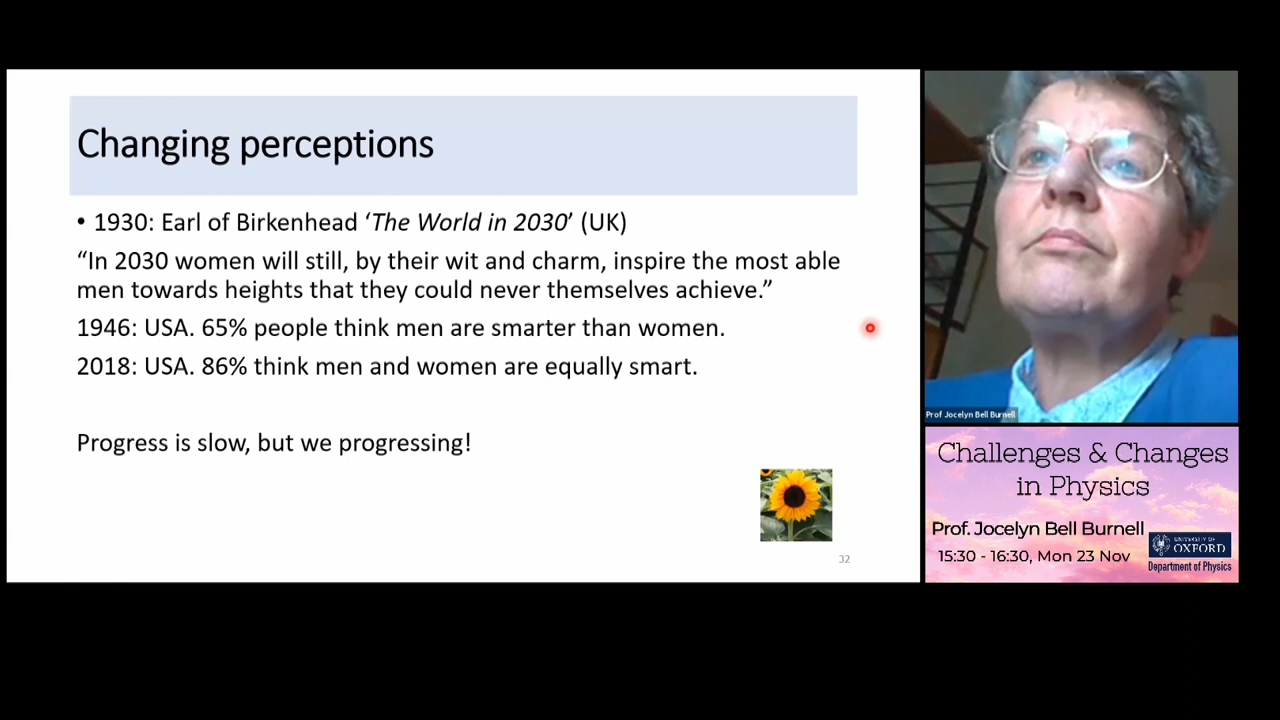 Changing perceptions
• 1930: Earl of Birkenhead ‘The World in 2030’ (UK)
“In 2030 women will still, by their wit and charm, inspire the most able
men towards heights that they could never themselves achieve.”
1946: USA. 65% people think men are smarter than women.
2018: USA. 86% think men and women are equally smart.
Progress is slow, but we progressing!
32
Prof Jocelyn Bell Burnell
Challenges & Changes
in Physics
Prof. Jocelyn Bell Burnell
15:30 - 16:30, Mon 23 Nov
UNIVERSITY OF
OXFORD
Department of Physics